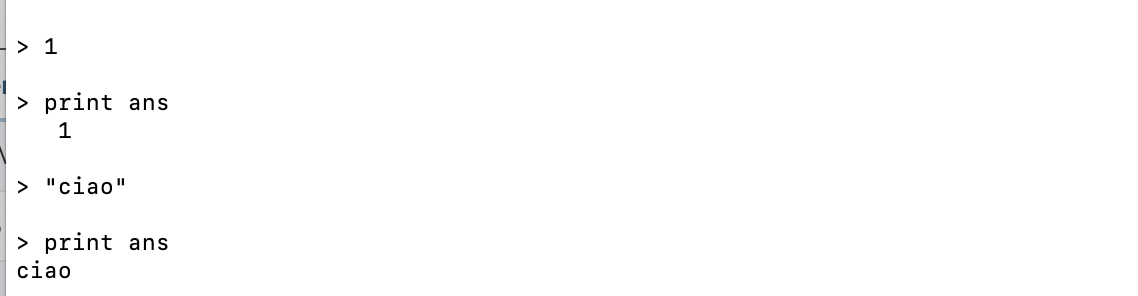 > 1
> print ans
1
> "ciao"
> print ans
ciao